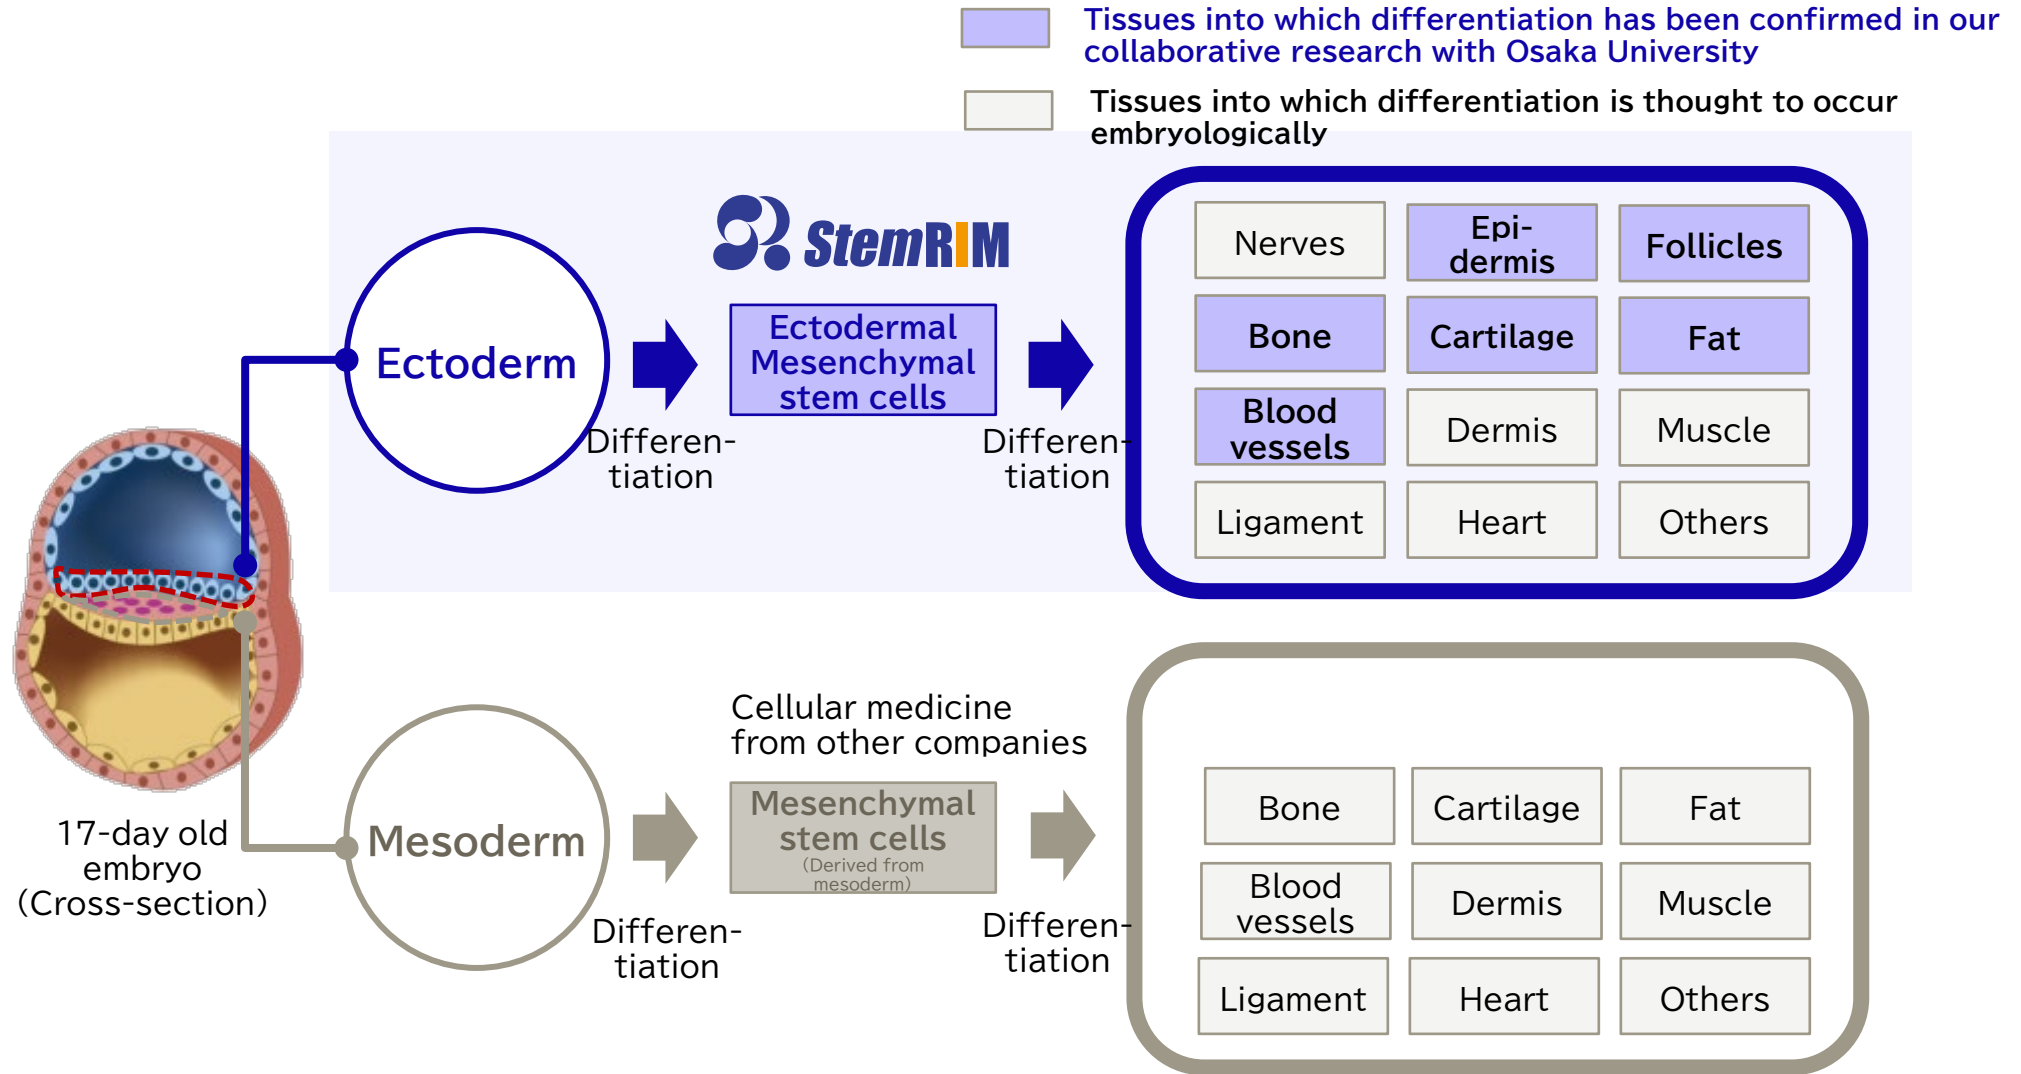 Tissues into which differentiation has been confirmed in our
collaborative research with Osaka University
Tissues into which differentiation is thought to occur
embryologically
StemRIM
Ectoderm
Differen-
tiation
Ectodermal
Mesenchymal
stem cells
Differen-
tiation
Nerves
Epi-
dermis
Follicles
Bone
Cartilage
Fat
Blood
vessels
Dermis
Muscle
Ligament
Heart
Others
17-day old
embryo
(Cross-section)
Mesoderm
Differen-
tiation
Cellular medicine
from other companies
Mesenchymal
stem cells
(Derived from
mesoderm)
Differen-
tiation
Bone
Cartilage
Fat
Blood
vessels
Dermis
Muscle
Ligament
Heart
Others